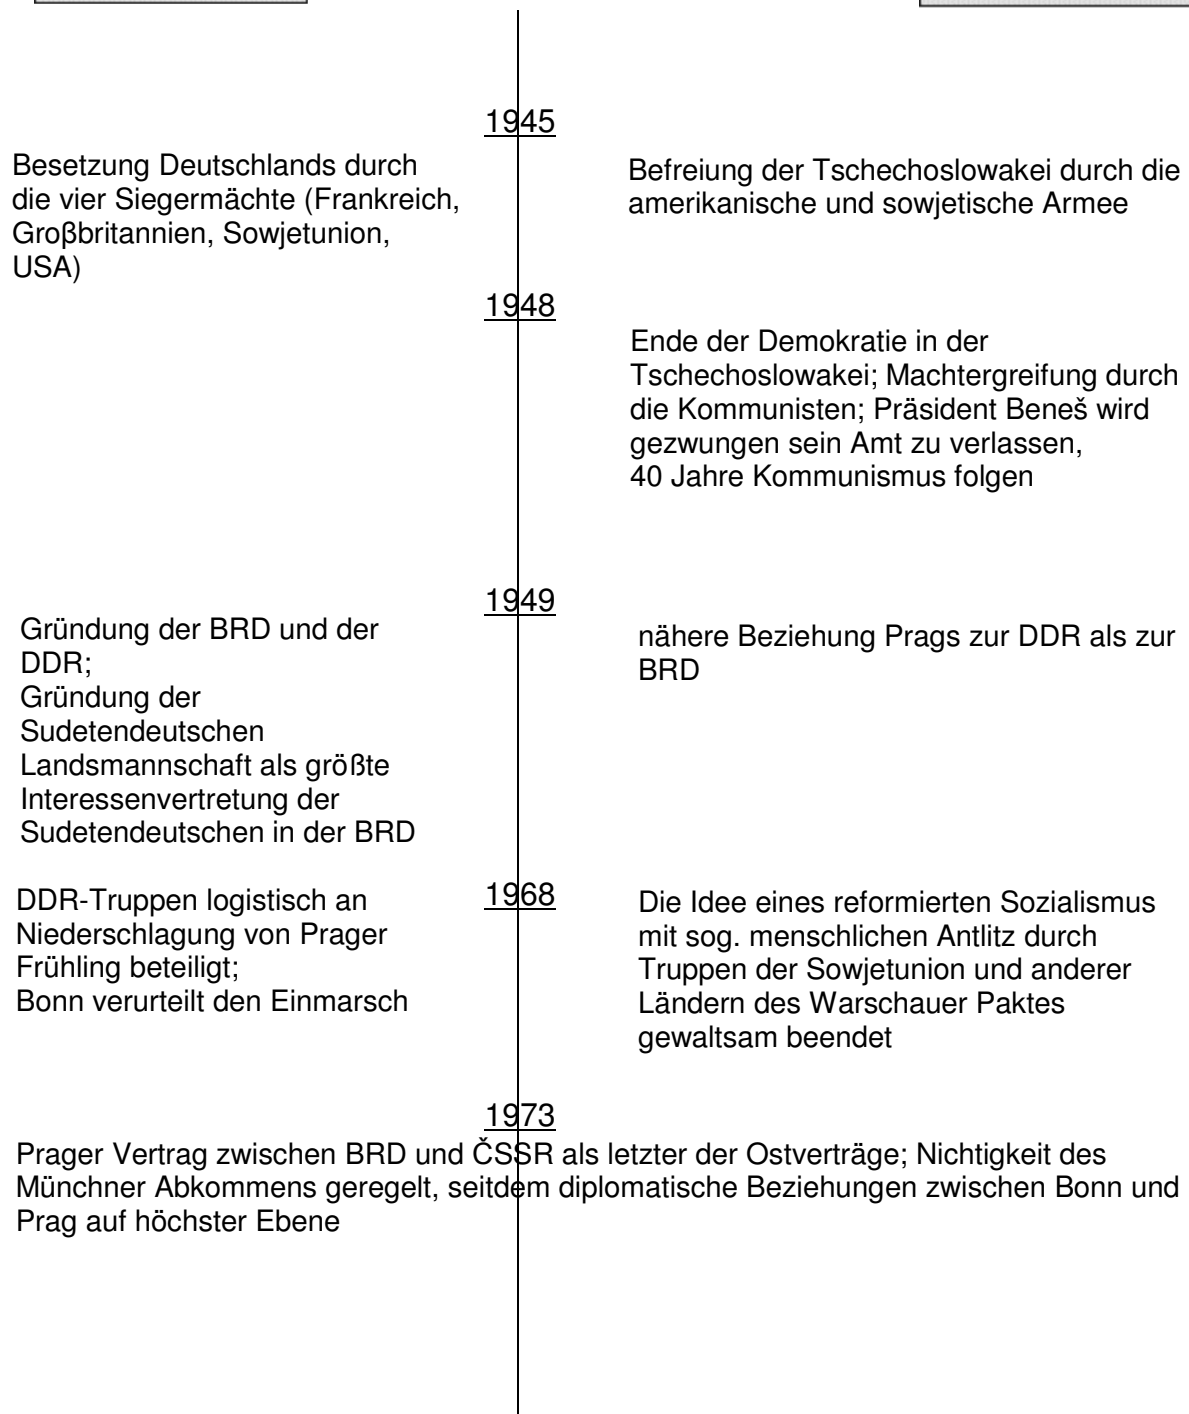 1945
Besetzung Deutschlands durch
die vier Siegermächte (Frankreich,
Großbritannien, Sowjetunion,
USA)
Befreiung der Tschechoslowakei durch die
amerikanische und sowjetische Armee
1948
Ende der Demokratie in der
Tschechoslowakei; Machtergreifung durch
die Kommunisten; Präsident Beneš wird
gezwungen sein Amt zu verlassen,
40 Jahre Kommunismus folgen
1949
Gründung der BRD und der
DDR;
Gründung der
Sudetendeutschen
Landsmannschaft als größte
Interessenvertretung der
Sudetendeutschen in der BRD
nähere Beziehung Prags zur DDR als zur
BRD
1968
DDR-Truppen logistisch an
Niederschlagung von Prager
Frühling beteiligt;
Bonn verurteilt den Einmarsch
Die Idee eines reformierten Sozialismus
mit sog. menschlichen Antlitz durch
Truppen der Sowjetunion und anderer
Ländern des Warschauer Paktes
gewaltsam beendet
1973
Prager Vertrag zwischen BRD und ČSSR als letzter der Ostverträge; Nichtigkeit des
Münchner Abkommens geregelt, seitdem diplomatische Beziehungen zwischen Bonn und
Prag auf höchster Ebene